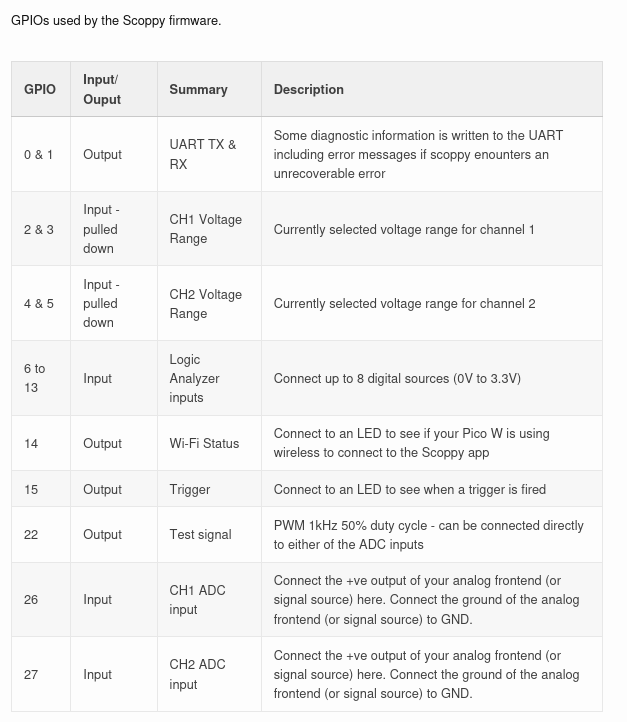 GPIOs used by the Scoppy firmware.
GPIO
Input/
Ouput
Summary
Description
0 & 1
Output
UART TX &
RX
Some diagnostic information is written to the UART
including error messages if scoppy enounters an
unrecoverable error
2 & 3
Input -
pulled
down
CH1 Voltage
Range
Currently selected voltage range for channel 1
4 & 5
Input -
pulled
down
CH2 Voltage
Range
Currently selected voltage range for channel 2
6 to
13
Input
Logic
Analyzer
inputs
Connect up to 8 digital sources (0V to 3.3V)
14
Output
Wi-Fi Status
Connect to an LED to see if your Pico W is using
wireless to connect to the Scoppy app
15
Output
Trigger
Connect to an LED to see when a trigger is fired
22
Output
Test signal
PWM 1kHz 50% duty cycle - can be connected directly
to either of the ADC inputs
26
Input
CH1 ADC
input
Connect the +ve output of your analog frontend (or
signal source) here. Connect the ground of the analog
frontend (or signal source) to GND.
27
Input
CH2 ADC
input
Connect the +ve output of your analog frontend (or
signal source) here. Connect the ground of the analog
frontend (or signal source) to GND.